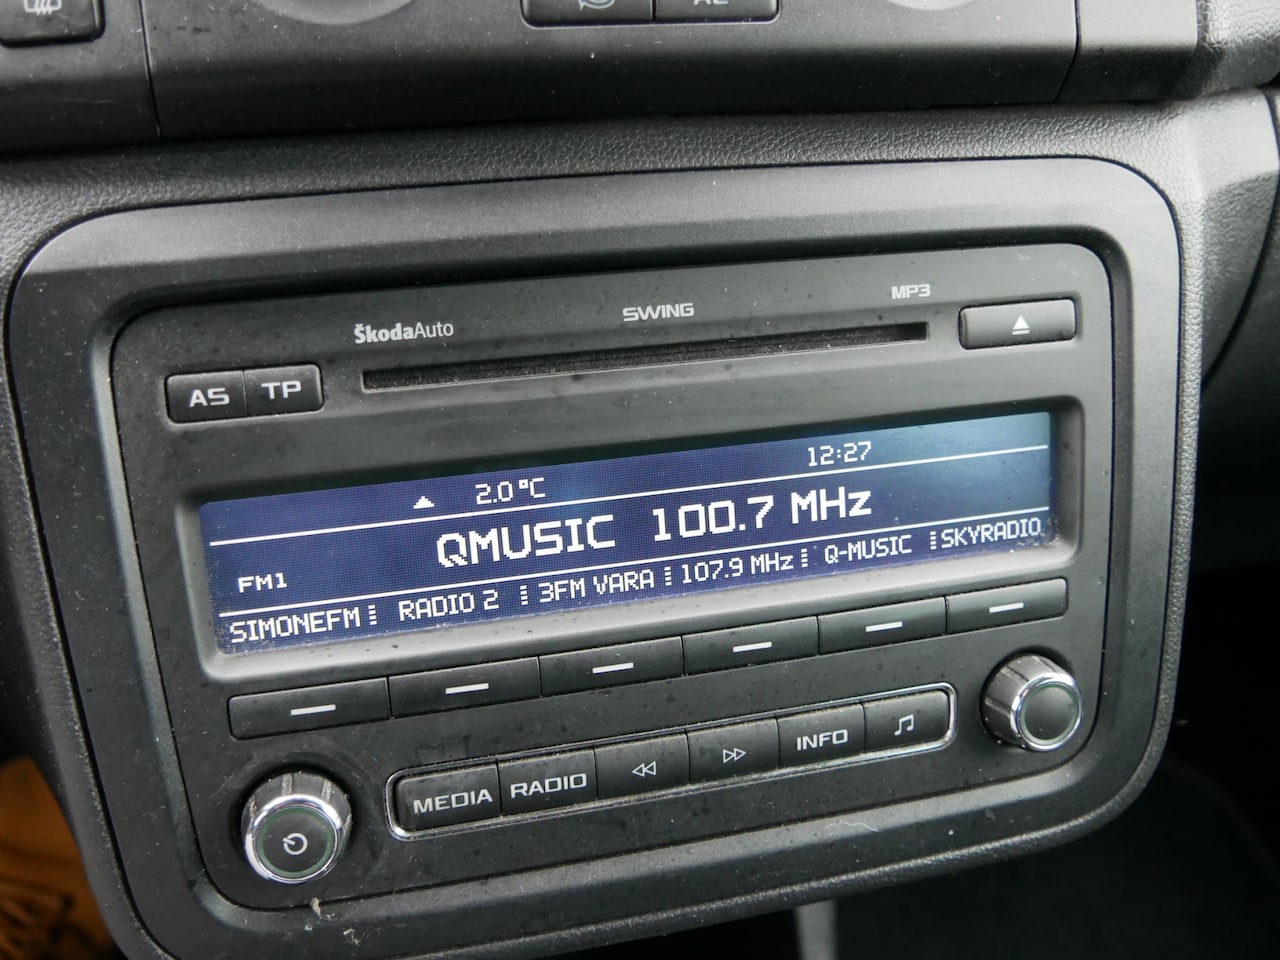 ŠkodaAuto SWING MP3
AS TP
2.0 °C 12:27
QMUSIC 100.7 MHz
FM1
SIMONEFM RADIO 2 3FM VARA 107.9 MHz Q-MUSIC SKYRADIO
MEDIA RADIO INFO